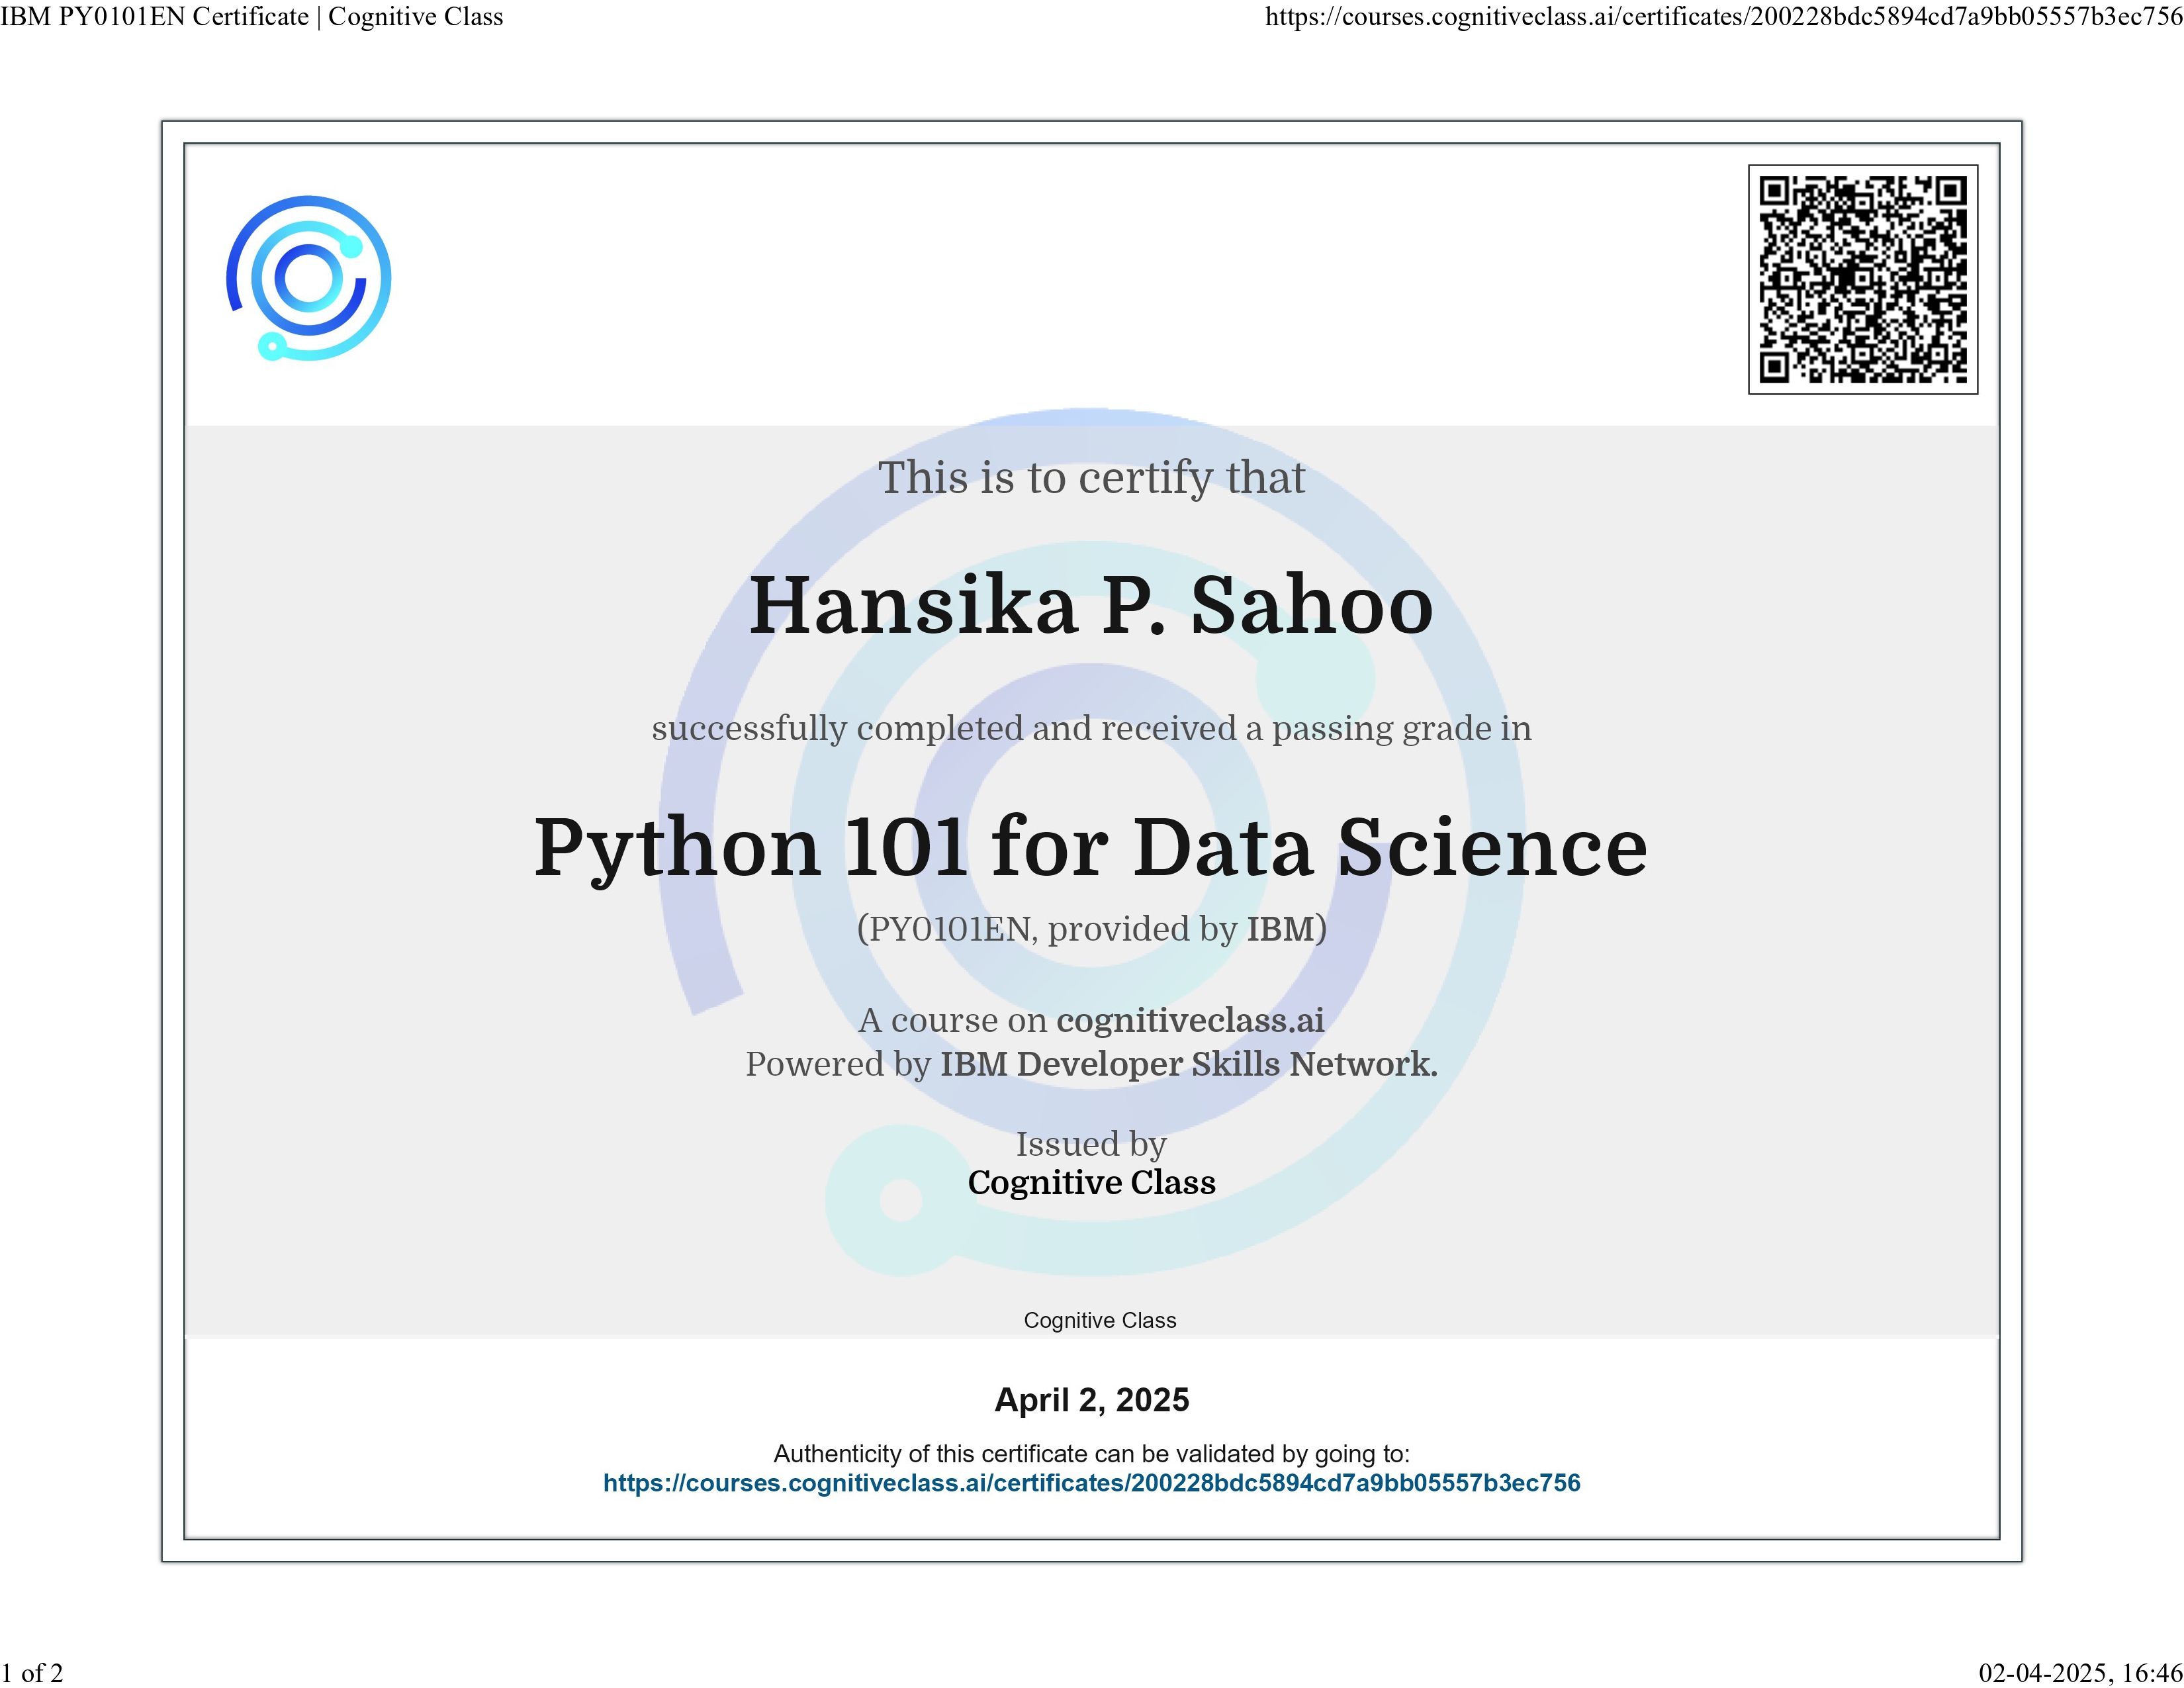 IBM PY0101EN Certificate | Cognitive Class
https://courses.cognitiveclass.ai/certificates/200228bdc5894cd7a9bb05557b3ec756
This is to certify that
Hansika P. Sahoo
successfully completed and received a passing grade in
Python 101 for Data Science
(PY0101EN, provided by IBM)
A course on cognitiveclass.ai
Powered by IBM Developer Skills Network.
Issued by
Cognitive Class
Cognitive Class
April 2, 2025
Authenticity of this certificate can be validated by going to:
https://courses.cognitiveclass.ai/certificates/200228bdc5894cd7a9bb05557b3ec756
1 of 2
02-04-2025, 16:46